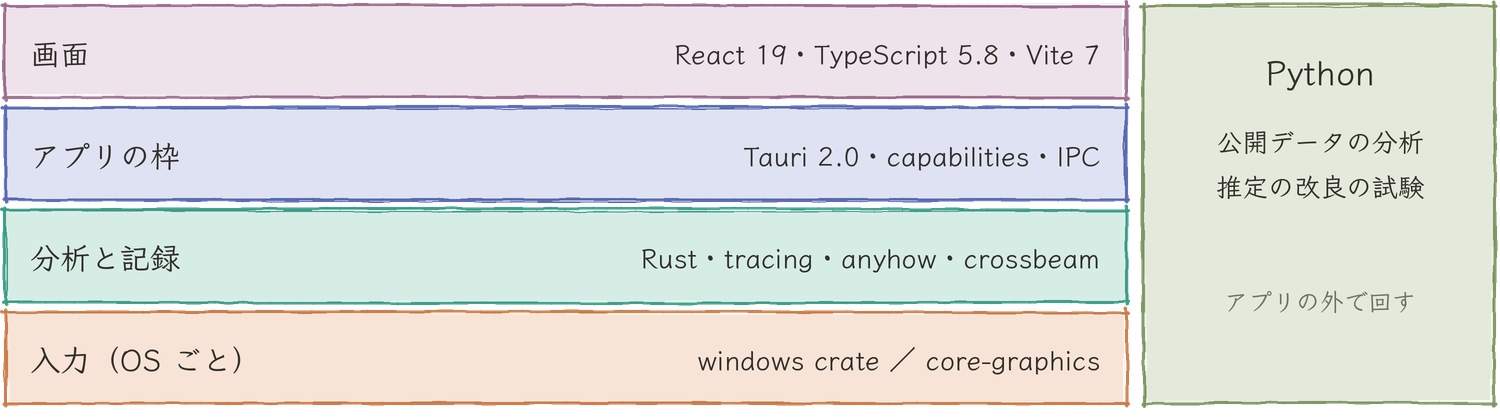 画面
React 19・TypeScript 5.8・Vite 7
アプリの枠
Tauri 2.0・capabilities・IPC
分析と記録
Rust・tracing・anyhow・crossbeam
入力（OS ごと）
windows crate ／ core-graphics
Python
公開データの分析
推定の改良の試験
アプリの外で回す